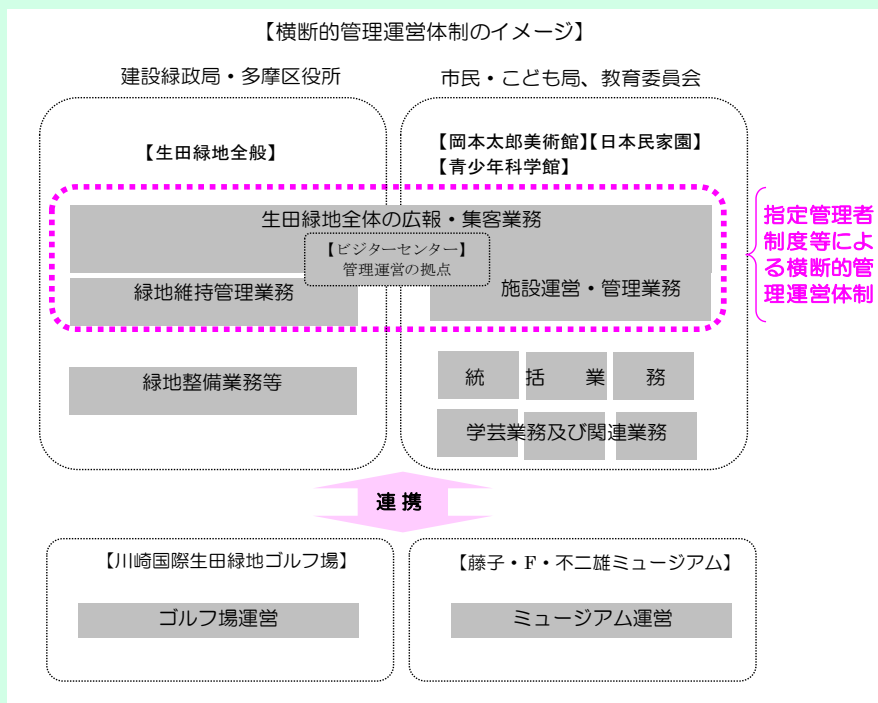 【横断的管理運営体制のイメージ】
建設緑政局・多摩区役所
市民・こども局、教育委員会
【生田緑地全般】
【岡本太郎美術館】【日本民家園】
【青少年科学館】
生田緑地全体の広報・集客業務
【ビジターセンター】
管理運営の拠点
緑地維持管理業務
施設運営・管理業務
指定管理者
制度等によ
る横断的管
理運営体制
緑地整備業務等
統括業務
学芸業務及び関連業務
連携
【川崎国際生田緑地ゴルフ場】
ゴルフ場運営
【藤子・F・不二雄ミュージアム】
ミュージアム運営